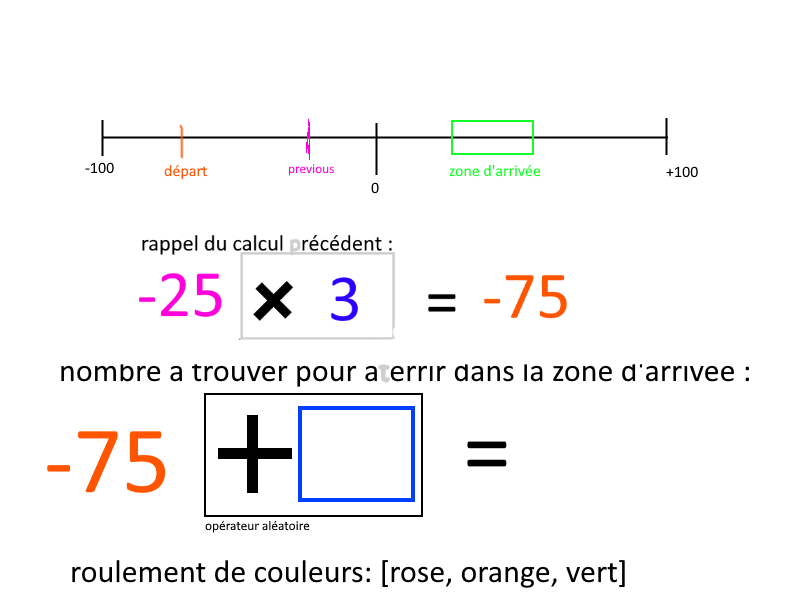 -100
départ
previous
0
zone d'arrivée
+100
rappel du calcul précédent :
-25 × 3 = -75
nombre a trouver pour aterrir dans la zone d'arrivee :
-75 + =
opérateur aléatoire
roulement de couleurs: [rose, orange, vert]